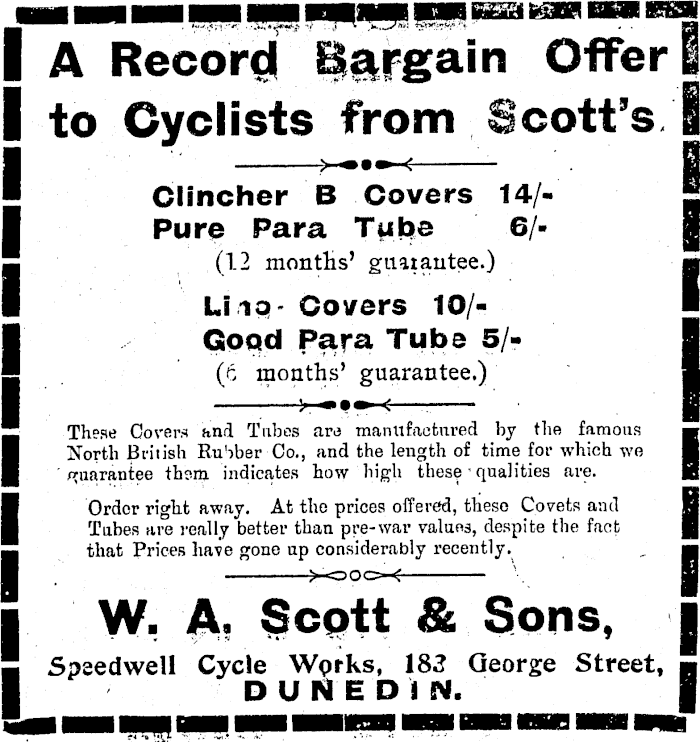 A Record Bargain Offer
to Cyclists from Scott's
Clincher B Covers 14/-
Pure Para Tube 6/-
(12 months' guarantee.)
Covers 10/-
Good Para Tube 5/-
(6 months' guarantee.)
These Covers and Tubes are manufactured by the famous
North British Rubber Co., and the length of time for which we
guarantee them indicates how high these qualities are.
Order right away. At the prices offered, these Covets and
Tubes are really better than pre-war values, despite the fact
that Prices have gone up considerably recently.
W. A. Scott & Sons,
Speedwell Cycle Works, 183 George Street,
DUNEDIN.